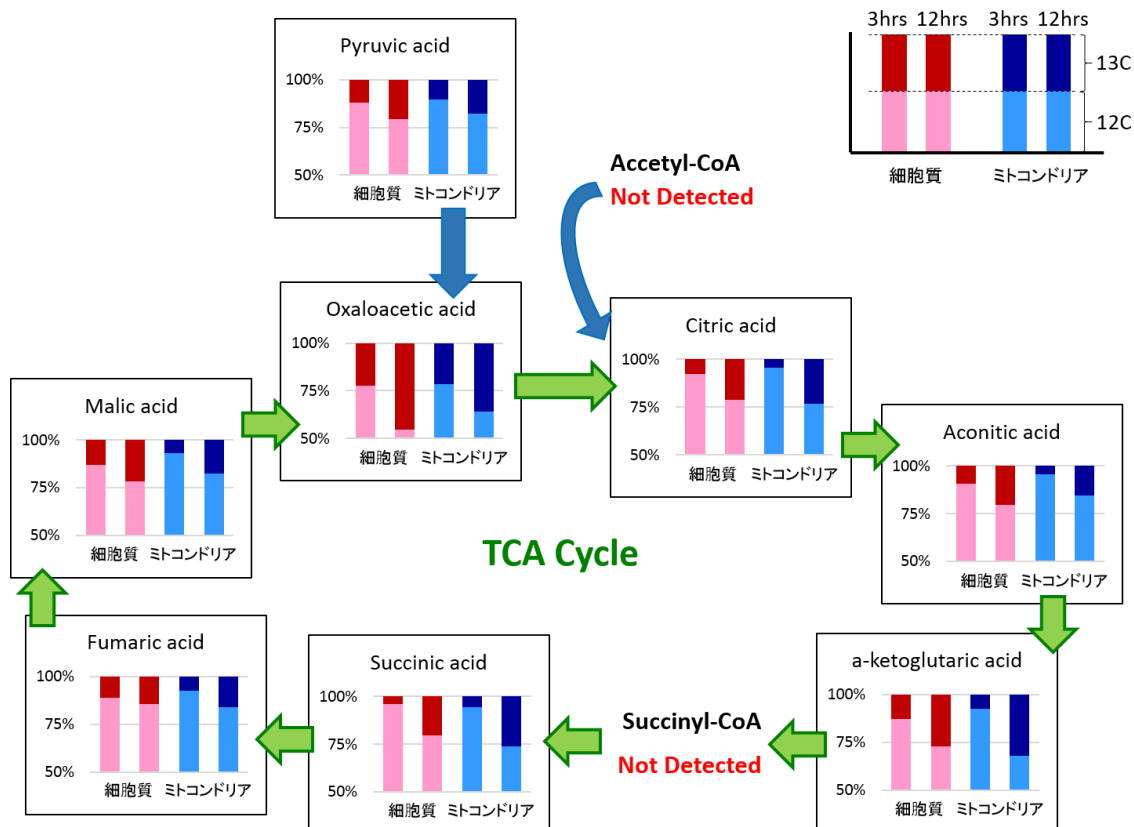 3hrs 12hrs 3hrs 12hrs
13C
12C
細胞質 ミトコンドリア
Pyruvic acid
100%
75%
50%
細胞質 ミトコンドリア
Accetyl-CoA
Not Detected
Oxaloacetic acid
100%
75%
50%
細胞質 ミトコンドリア
Citric acid
100%
75%
50%
細胞質 ミトコンドリア
Malic acid
100%
75%
50%
細胞質 ミトコンドリア
Aconitic acid
100%
75%
50%
細胞質 ミトコンドリア
TCA Cycle
Fumaric acid
100%
75%
50%
細胞質 ミトコンドリア
Succinic acid
100%
75%
50%
細胞質 ミトコンドリア
Succinyl-CoA
Not Detected
a-ketoglutaric acid
100%
75%
50%
細胞質 ミトコンドリア